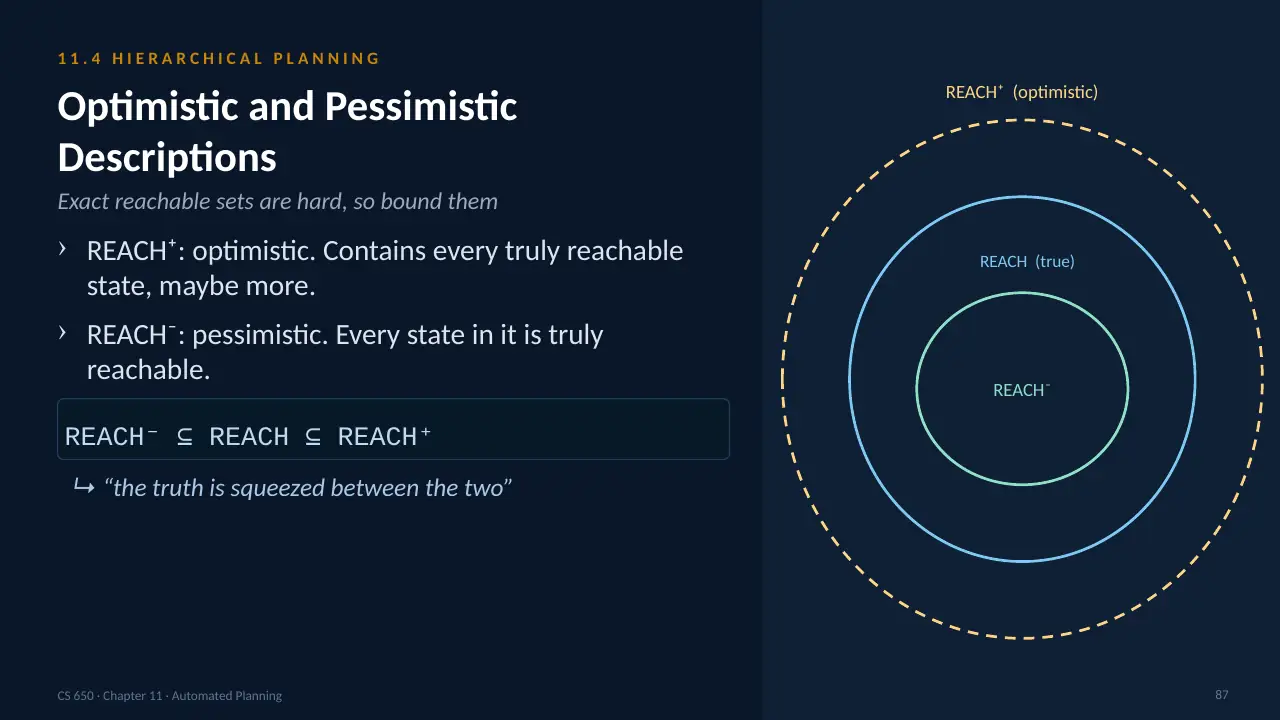 11.4 HIERARCHICAL PLANNING
Optimistic and Pessimistic
Descriptions
Exact reachable sets are hard, so bound them
› REACH⁺: optimistic. Contains every truly reachable
state, maybe more.
› REACH⁻: pessimistic. Every state in it is truly
reachable.
REACH⁻ ⊆ REACH ⊆ REACH⁺
↪ “the truth is squeezed between the two”
REACH⁺ (optimistic)
REACH (true)
REACH⁻
CS 650 · Chapter 11 · Automated Planning
87